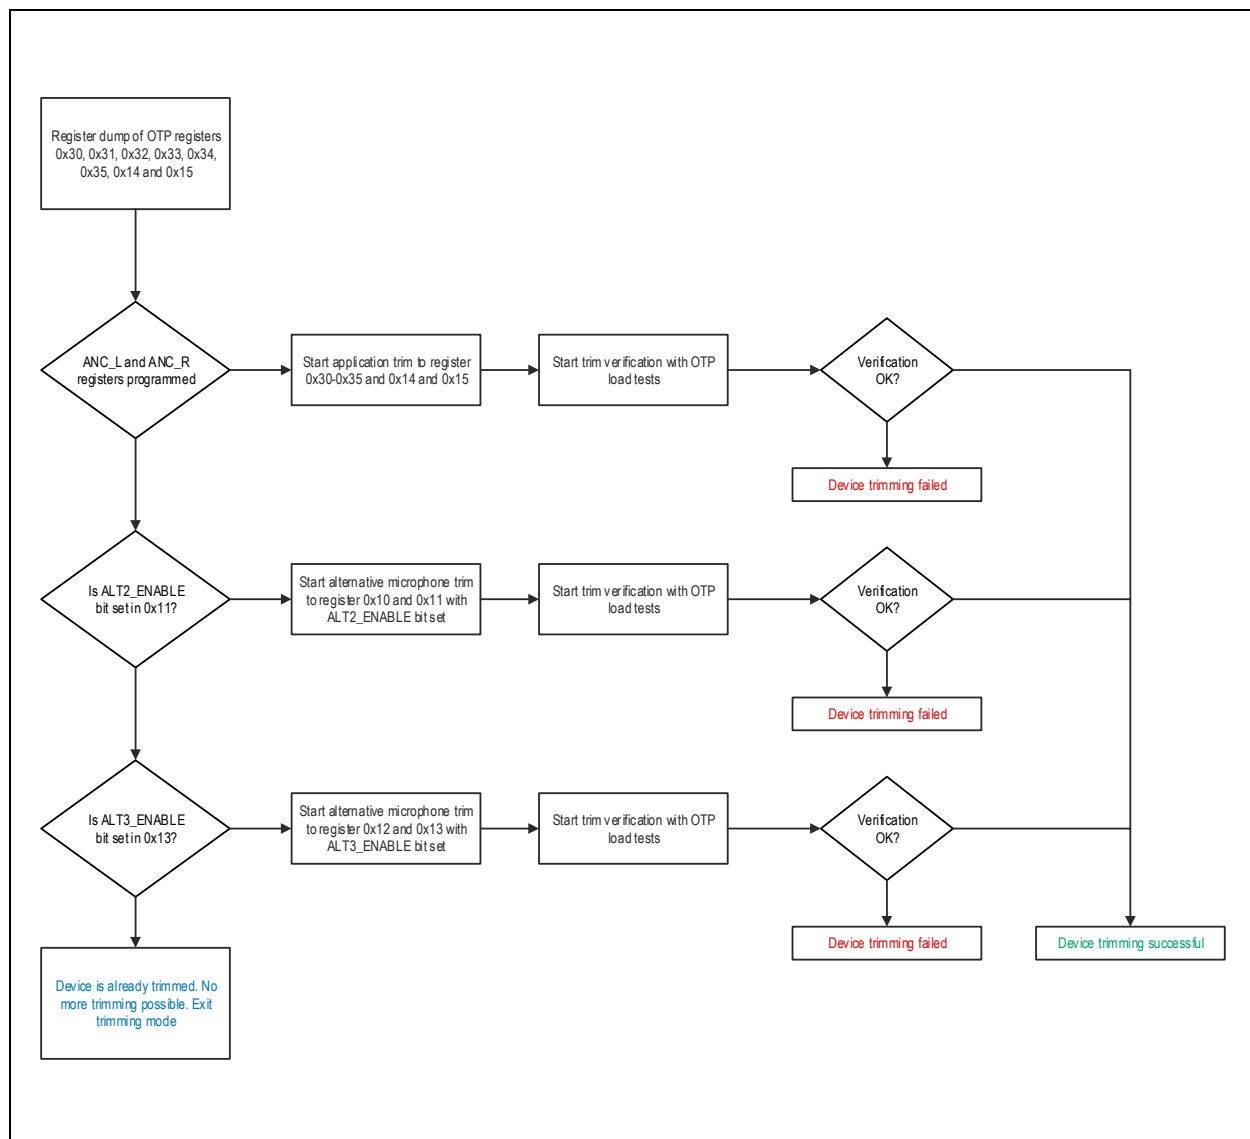 Register dump of OTP registers
0x30, 0x31, 0x32, 0x33, 0x34,
0x35, 0x14 and 0x15
ANC_L and ANC_R
registers programmed
Start application trim to register
0x30-0x35 and 0x14 and 0x15
Start trim verification with OTP
load tests
Verification
OK?
Device trimming failed
Is ALT2_ENABLE
bit set in 0x11?
Start alternative microphone trim
to register 0x10 and 0x11 with
ALT2_ENABLE bit set
Start trim verification with OTP
load tests
Verification
OK?
Device trimming failed
Is ALT3_ENABLE
bit set in 0x13?
Start alternative microphone trim
to register 0x12 and 0x13 with
ALT3_ENABLE bit set
Start trim verification with OTP
load tests
Verification
OK?
Device trimming failed
Device trimming successful
Device is already trimmed. No
more trimming possible. Exit
trimming mode